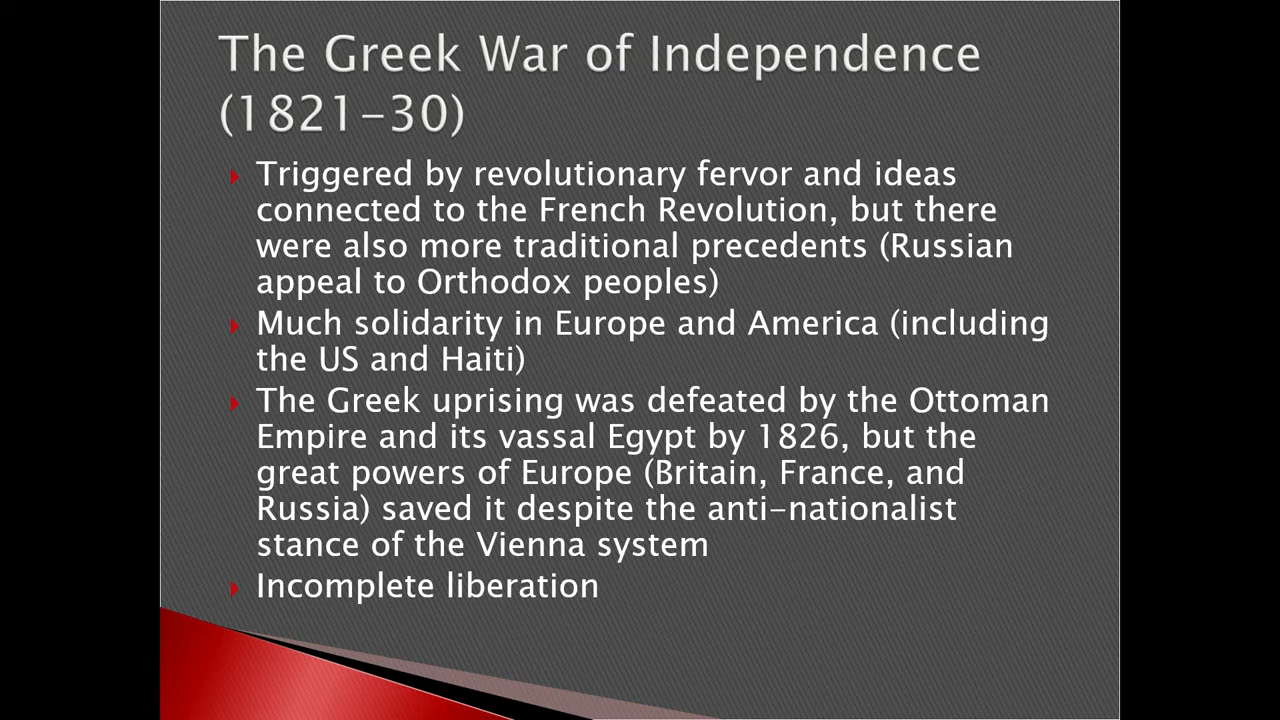 The Greek War of Independence
(1821-30)
Triggered by revolutionary fervor and ideas
connected to the French Revolution, but there
were also more traditional precedents (Russian
appeal to Orthodox peoples)
Much solidarity in Europe and America (including
the US and Haiti)
The Greek uprising was defeated by the Ottoman
Empire and its vassal Egypt by 1826, but the
great powers of Europe (Britain, France, and
Russia) saved it despite the anti-nationalist
stance of the Vienna system
Incomplete liberation